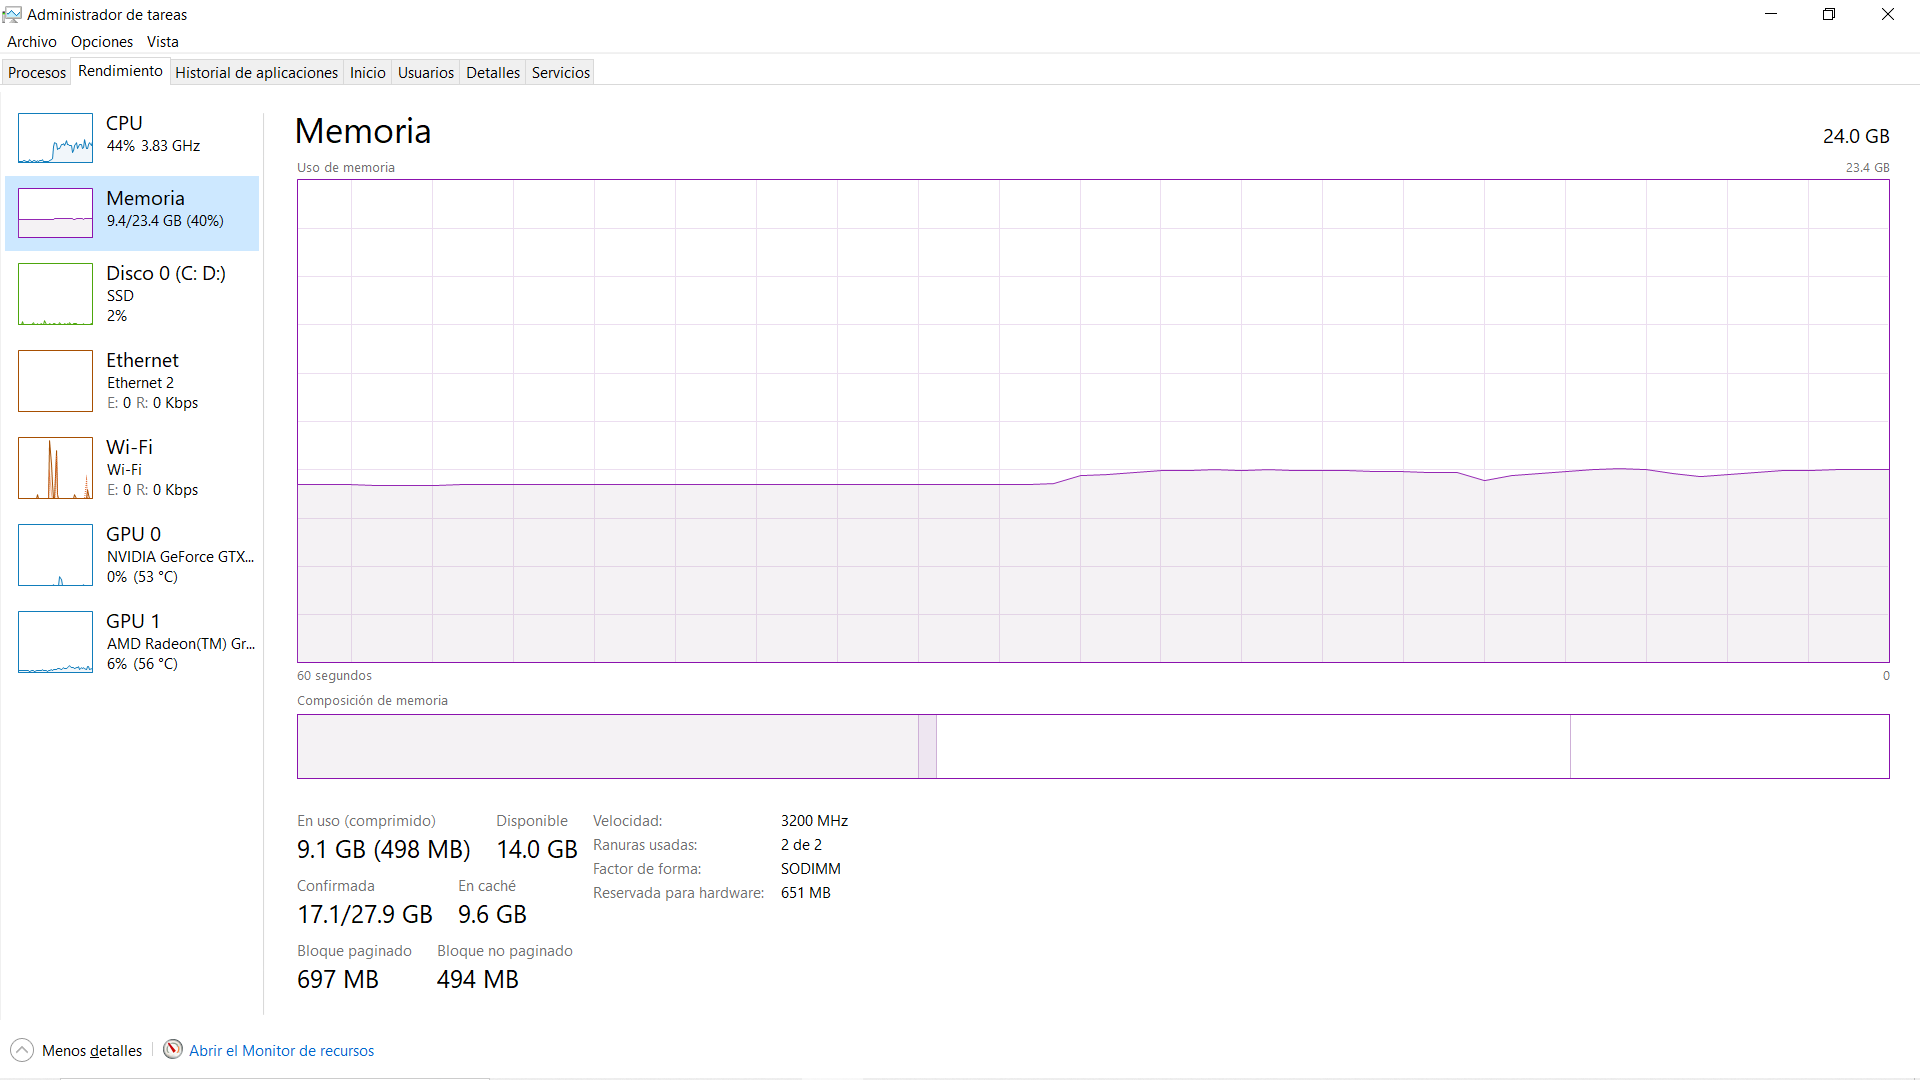 Administrador de tareas
Archivo Opciones Vista
Procesos Rendimiento Historial de aplicaciones Inicio Usuarios Detalles Servicios
CPU
44% 3.83 GHz
Memoria
9.4/23.4 GB (40%)
Disco 0 (C: D:)
SSD
2%
Ethernet
Ethernet 2
E: 0 R: 0 Kbps
Wi-Fi
Wi-Fi
E: 0 R: 0 Kbps
GPU 0
NVIDIA GeForce GTX...
0% (53 °C)
GPU 1
AMD Radeon(TM) Gr...
6% (56 °C)
Memoria 24.0 GB
Uso de memoria 23.4 GB
60 segundos 0
Composición de memoria
En uso (comprimido) Disponible
9.1 GB (498 MB) 14.0 GB
Confirmada En caché
17.1/27.9 GB 9.6 GB
Bloque paginado Bloque no paginado
697 MB 494 MB
Velocidad: 3200 MHz
Ranuras usadas: 2 de 2
Factor de forma: SODIMM
Reservada para hardware: 651 MB
Menos detalles Abrir el Monitor de recursos